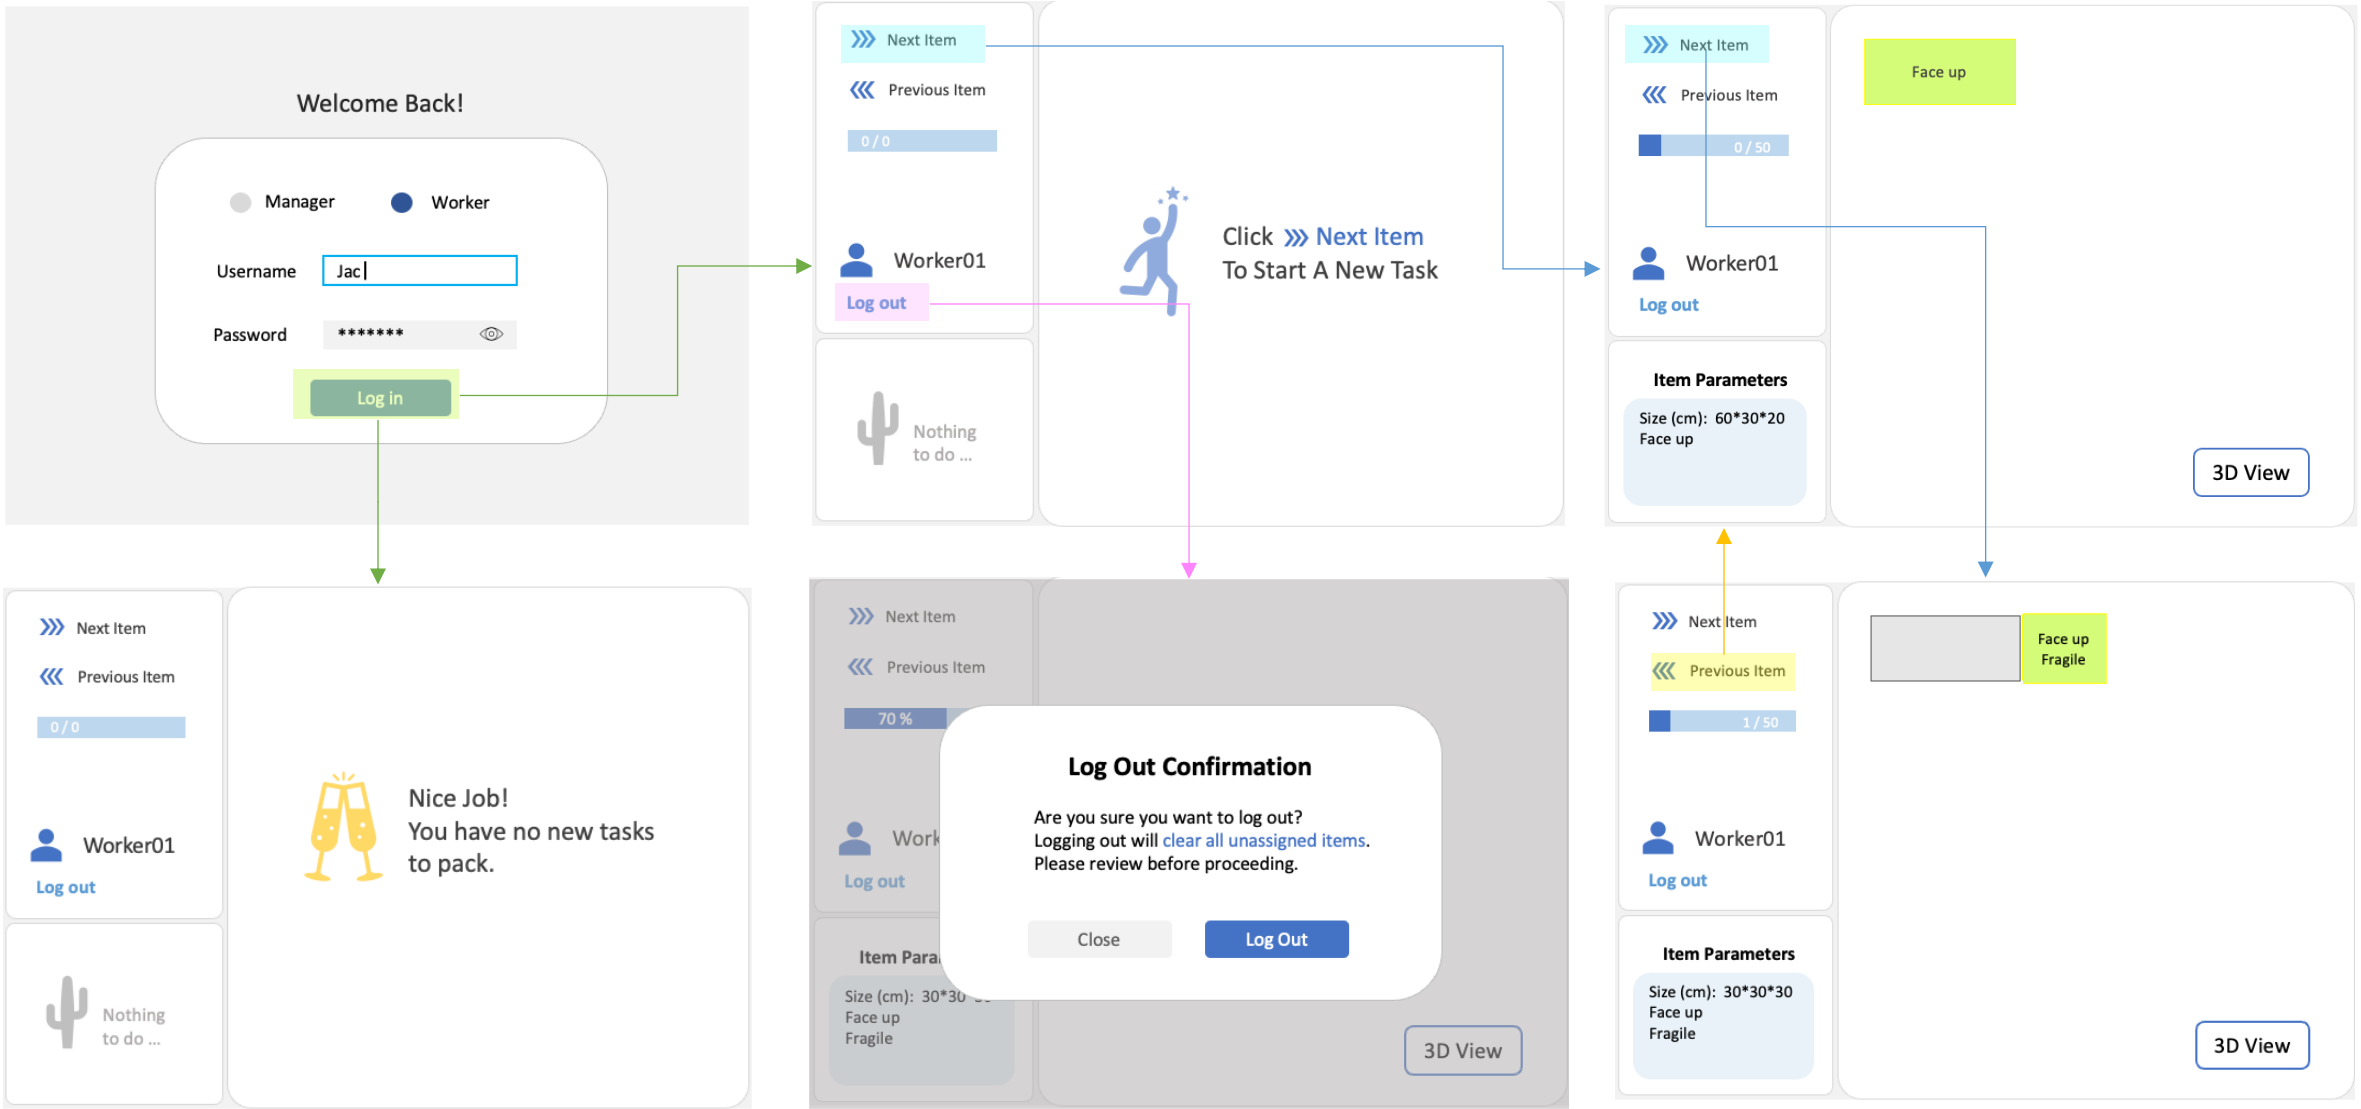 Welcome Back!
Manager
Worker
Username
Jac
Password
*******
Log in
Next Item
Previous Item
0 / 0
Worker01
Log out
Nothing
to do ...
Click Next Item
To Start A New Task
Next Item
Previous Item
0 / 50
Worker01
Log out
Item Parameters
Size (cm): 60*30*20
Face up
Face up
3D View
Next Item
Previous Item
0 / 0
Worker01
Log out
Nothing
to do ...
Nice Job!
You have no new tasks
to pack.
Next Item
Previous Item
70 %
Log out
Size (cm): 30*30
Face up
Fragile
3D View
Log Out Confirmation
Are you sure you want to log out?
Logging out will clear all unassigned items.
Please review before proceeding.
Close
Log Out
Next Item
Previous Item
1 / 50
Worker01
Log out
Item Parameters
Size (cm): 30*30*30
Face up
Fragile
Face up
Fragile
3D View